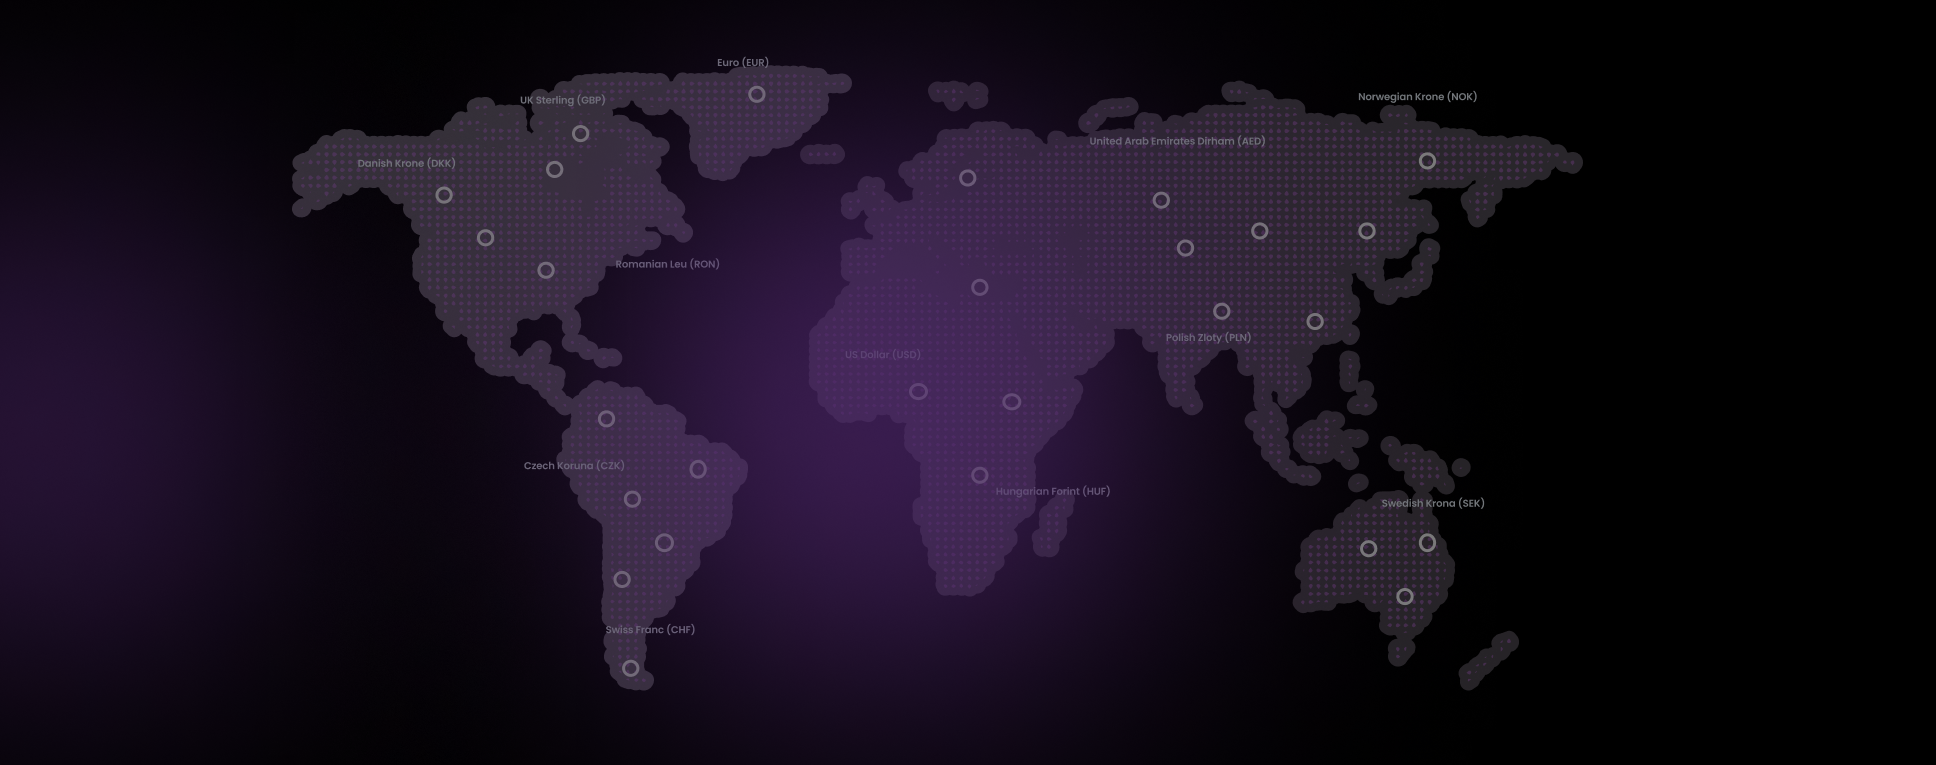 Euro (EUR)
UK Sterling (GBP)
Norwegian Krone (NOK)
United Arab Emirates Dirham (AED)
Danish Krone (DKK)
Romanian Leu (RON)
Polish Zloty (PLN)
US Dollar (USD)
Czech Koruna (CZK)
Hungarian Forint (HUF)
Swedish Krona (SEK)
Swiss Franc (CHF)